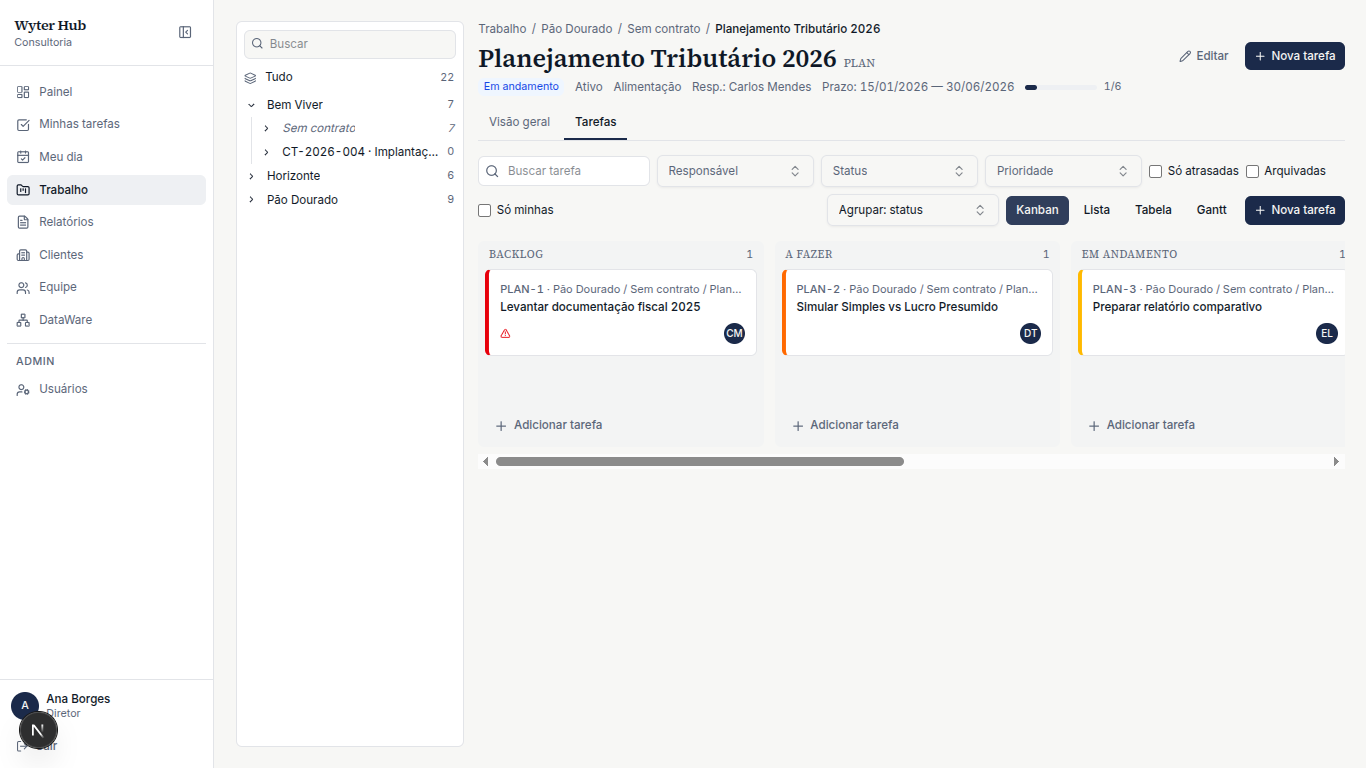 Wyter Hub
Consultoria
Painel
Minhas tarefas
Meu dia
Trabalho
Relatórios
Clientes
Equipe
DataWare
ADMIN
Usuários
A
Ana Borges
Diretor
N
Buscar
Tudo 22
Bem Viver 7
Sem contrato 7
CT-2026-004 · Implantaç... 0
Horizonte 6
Pão Dourado 9
Trabalho / Pão Dourado / Sem contrato / Planejamento Tributário 2026
Planejamento Tributário 2026 PLAN
Editar
+ Nova tarefa
Em andamento Ativo Alimentação Resp.: Carlos Mendes Prazo: 15/01/2026 — 30/06/2026 1/6
Visão geral Tarefas
Buscar tarefa Responsável Status Prioridade Só atrasadas Arquivadas
Só minhas Agrupar: status Kanban Lista Tabela Gantt + Nova tarefa
BACKLOG 1
PLAN-1 · Pão Dourado / Sem contrato / Plan...
Levantar documentação fiscal 2025
CM
+ Adicionar tarefa
A FAZER 1
PLAN-2 · Pão Dourado / Sem contrato / Plan...
Simular Simples vs Lucro Presumido
DT
+ Adicionar tarefa
EM ANDAMENTO 1
PLAN-3 · Pão Dourado / Sem contrato / Plan...
Preparar relatório comparativo
EL
+ Adicionar tarefa